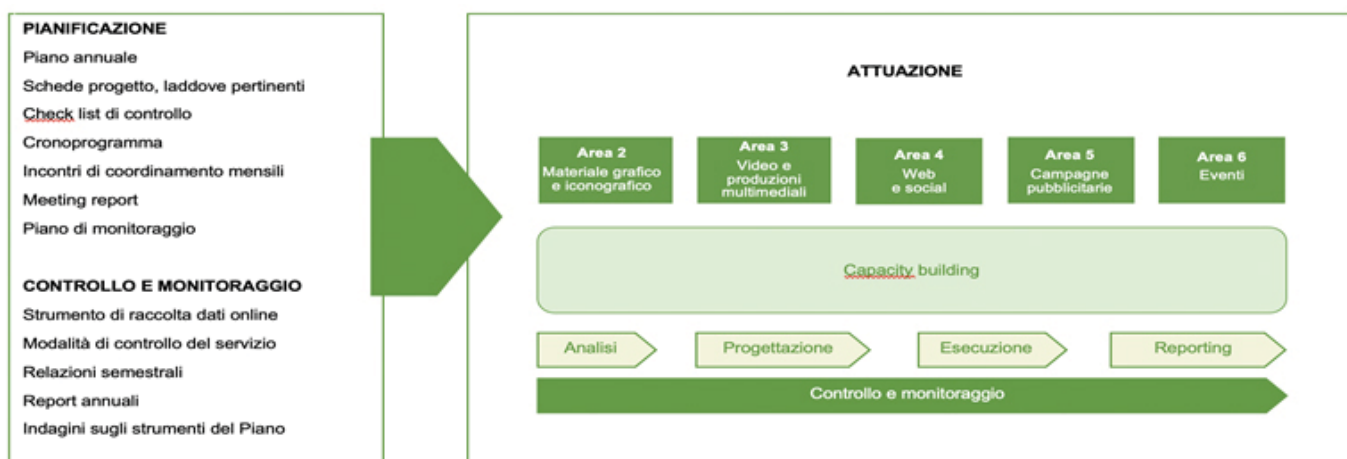 PIANIFICAZIONE
Piano annuale
Schede progetto, laddove pertinenti
Check list di controllo
Cronoprogramma
Incontri di coordinamento mensili
Meeting report
Piano di monitoraggio
CONTROLLO E MONITORAGGIO
Strumento di raccolta dati online
Modalità di controllo del servizio
Relazioni semestrali
Report annuali
Indagini sugli strumenti del Piano
ATTUAZIONE
Area 2
Materiale grafico
e iconografico
Area 3
Video e
produzioni
multimediali
Area 4
Web
e social
Area 5
Campagne
pubblicitarie
Area 6
Eventi
Capacity building
Analisi
Progettazione
Esecuzione
Reporting
Controllo e monitoraggio